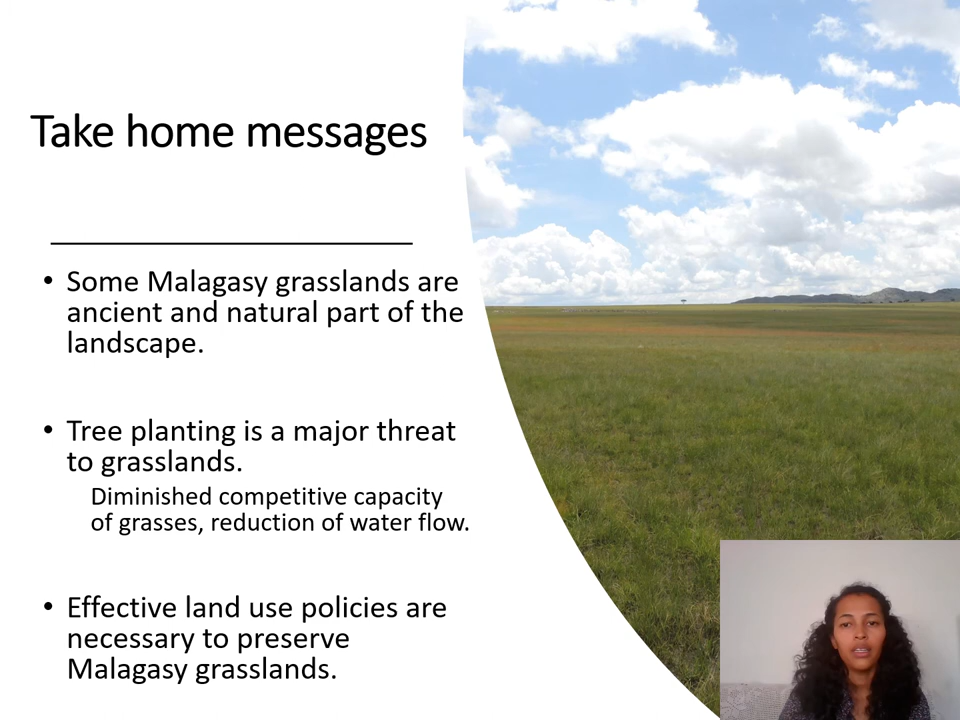 Take home messages
• Some Malagasy grasslands are
ancient and natural part of the
landscape.
• Tree planting is a major threat
to grasslands.
Diminished competitive capacity
of grasses, reduction of water flow.
• Effective land use policies are
necessary to preserve
Malagasy grasslands.